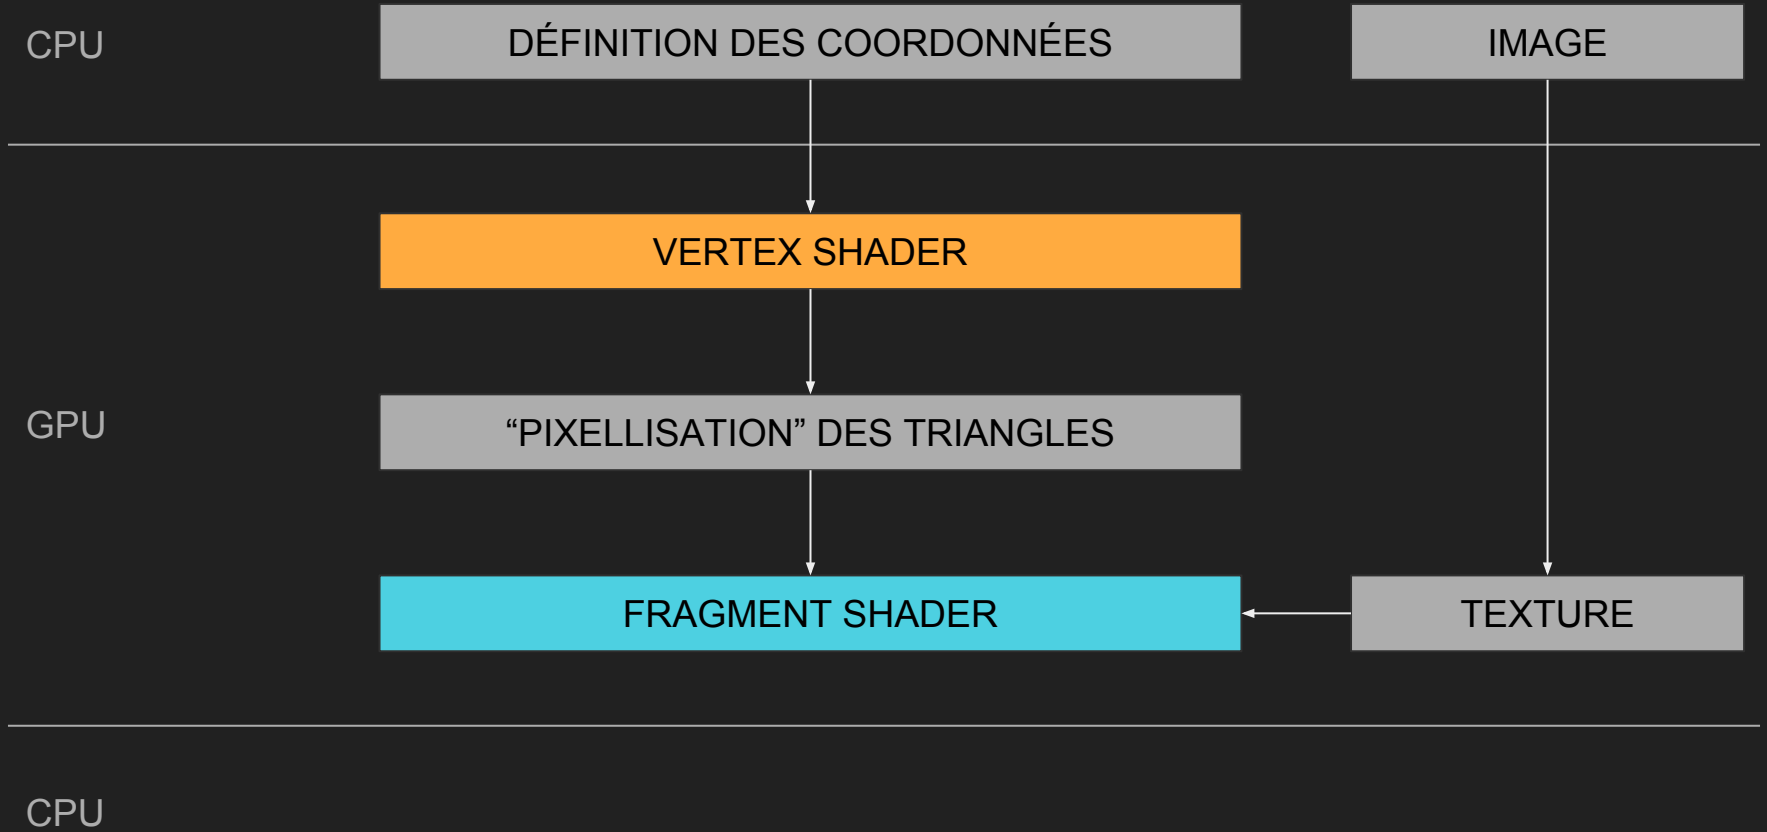 CPU
DÉFINITION DES COORDONNÉES
IMAGE
VERTEX SHADER
GPU
“PIXELLISATION” DES TRIANGLES
FRAGMENT SHADER
TEXTURE
CPU